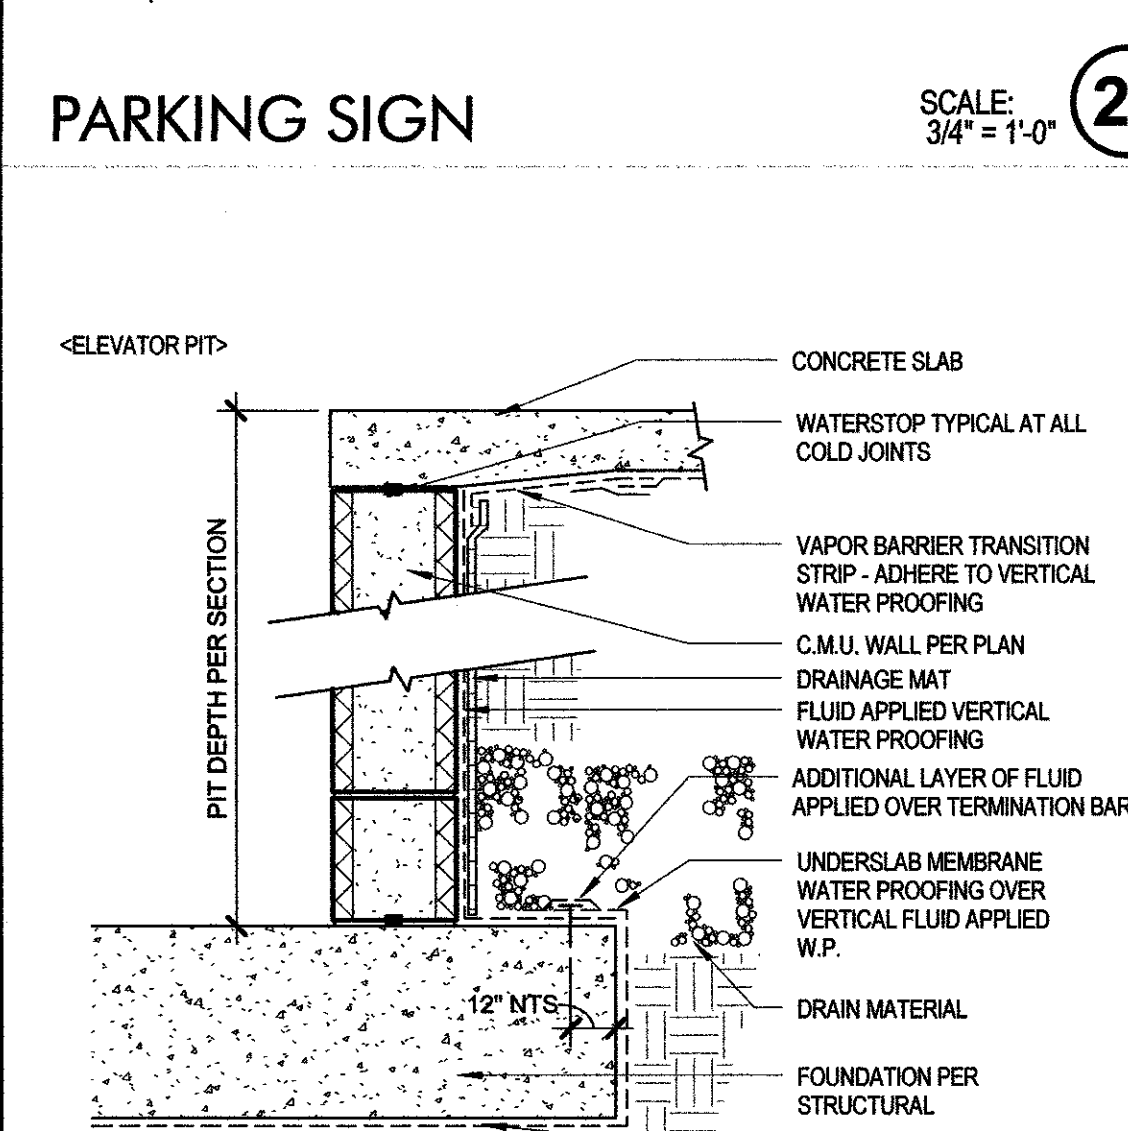 PARKING SIGN
SCALE:
3/4" = 1'-0"
2
<ELEVATOR PIT>
CONCRETE SLAB
WATERSTOP TYPICAL AT ALL
COLD JOINTS
VAPOR BARRIER TRANSITION
STRIP - ADHERE TO VERTICAL
WATER PROOFING
C.M.U. WALL PER PLAN
DRAINAGE MAT
FLUID APPLIED VERTICAL
WATER PROOFING
ADDITIONAL LAYER OF FLUID
APPLIED OVER TERMINATION BAR
UNDERSLAB MEMBRANE
WATER PROOFING OVER
VERTICAL FLUID APPLIED
W.P.
DRAIN MATERIAL
FOUNDATION PER
STRUCTURAL
PIT DEPTH PER SECTION
12" NTS